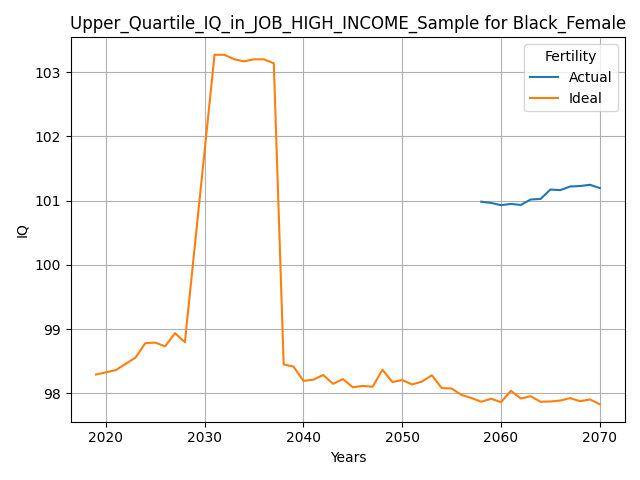 Upper_Quartile_IQ_in_JOB_HIGH_INCOME_Sample for Black_Female
Fertility
Actual
Ideal
103
102
101
100
99
98
IQ
2020
2030
2040
2050
2060
2070
Years